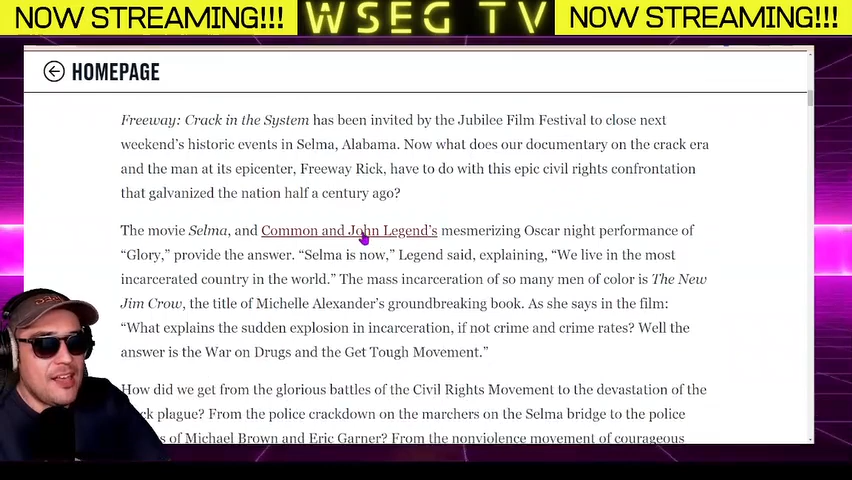 NOW STREAMING!!! WSEG TV NOW STREAMING!!!
HOMEPAGE
Freeway: Crack in the System has been invited by the Jubilee Film Festival to close next
weekend’s historic events in Selma, Alabama. Now what does our documentary on the crack era
and the man at its epicenter, Freeway Rick, have to do with this epic civil rights confrontation
that galvanized the nation half a century ago?
The movie Selma, and Common and John Legend’s mesmerizing Oscar night performance of
“Glory,” provide the answer. “Selma is now,” Legend said, explaining, “We live in the most
incarcerated country in the world.” The mass incarceration of so many men of color is The New
Jim Crow, the title of Michelle Alexander’s groundbreaking book. As she says in the film:
“What explains the sudden explosion in incarceration, if not crime and crime rates? Well the
answer is the War on Drugs and the Get Tough Movement.”
How did we get from the glorious battles of the Civil Rights Movement to the devastation of the
plague? From the police crackdown on the marchers on the Selma bridge to the police
of Michael Brown and Eric Garner? From the nonviolence movement of courageous